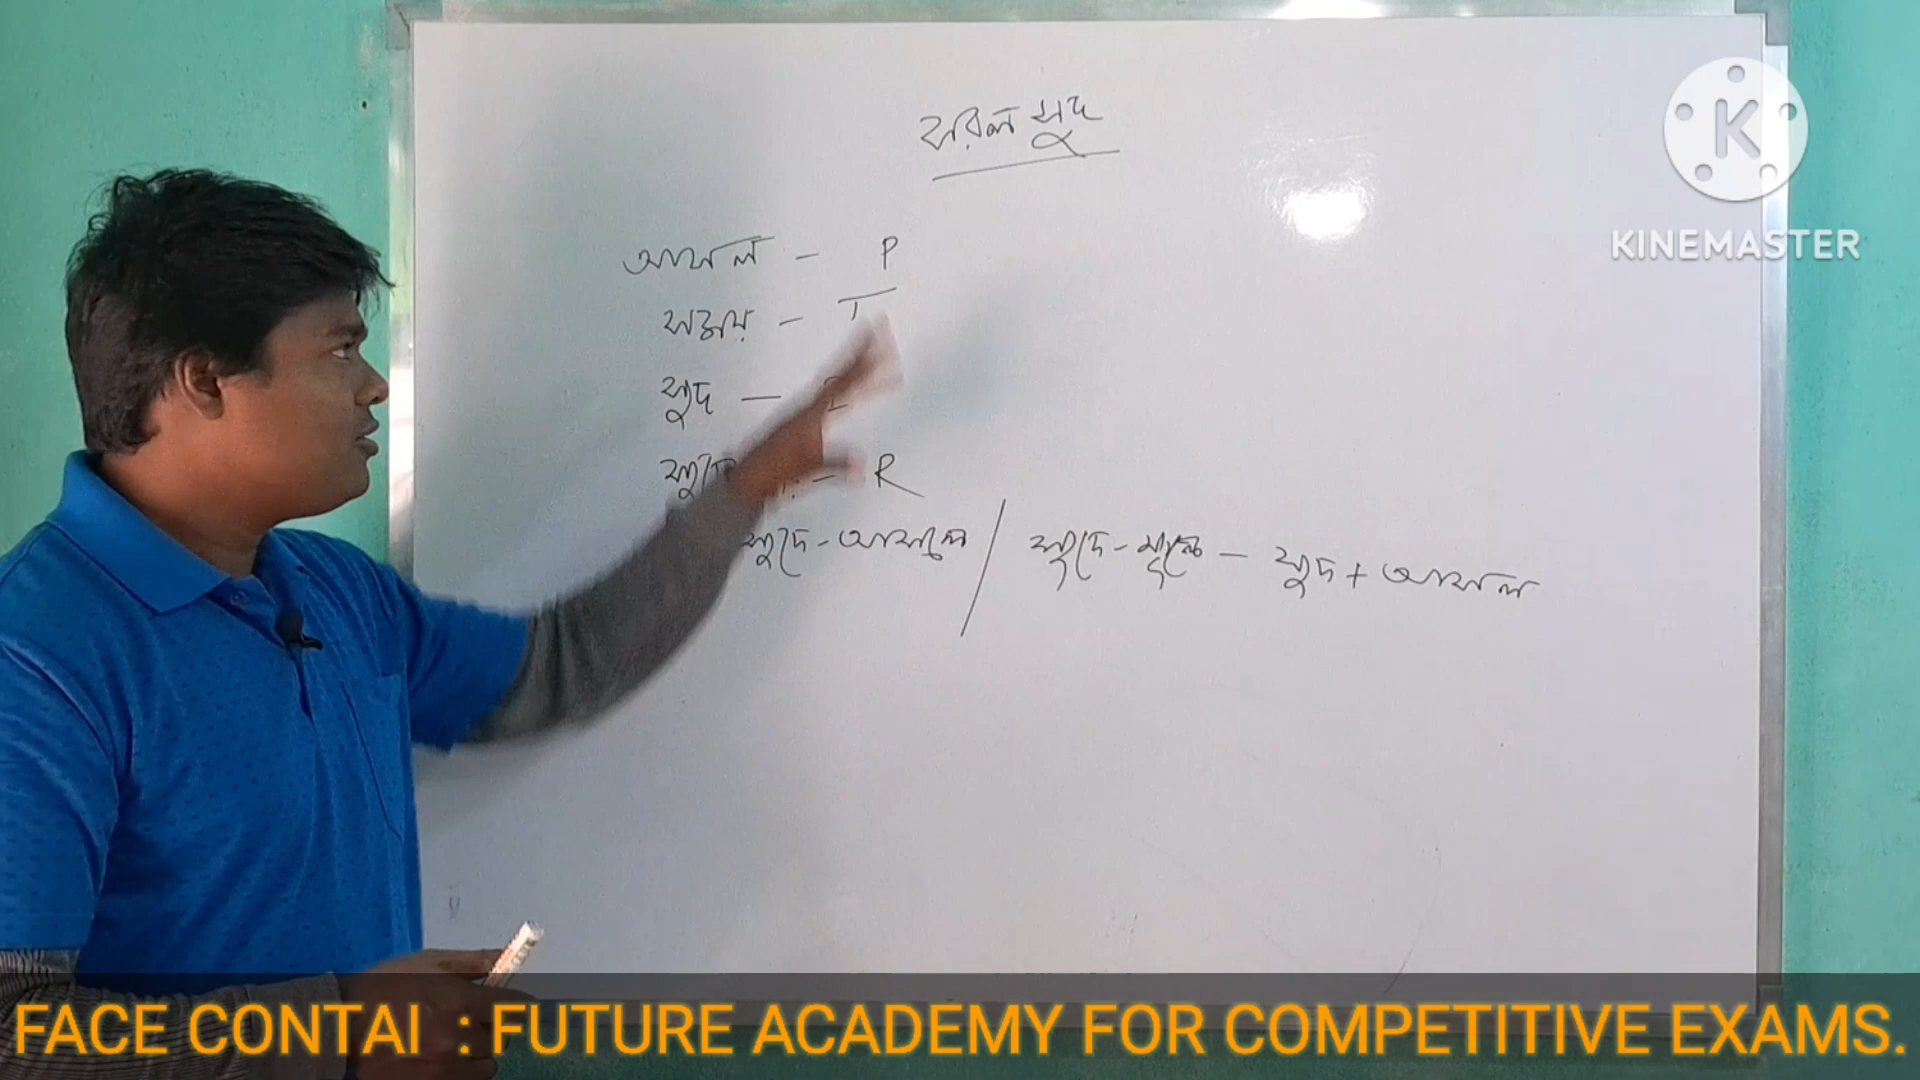 সরল সুদ
K
KINEMASTER
আসল - P
সময় - T
সুদ -
- R
সুদে-আসলে / সুদে-মূলে - সুদ + আসল
FACE CONTAI : FUTURE ACADEMY FOR COMPETITIVE EXAMS.